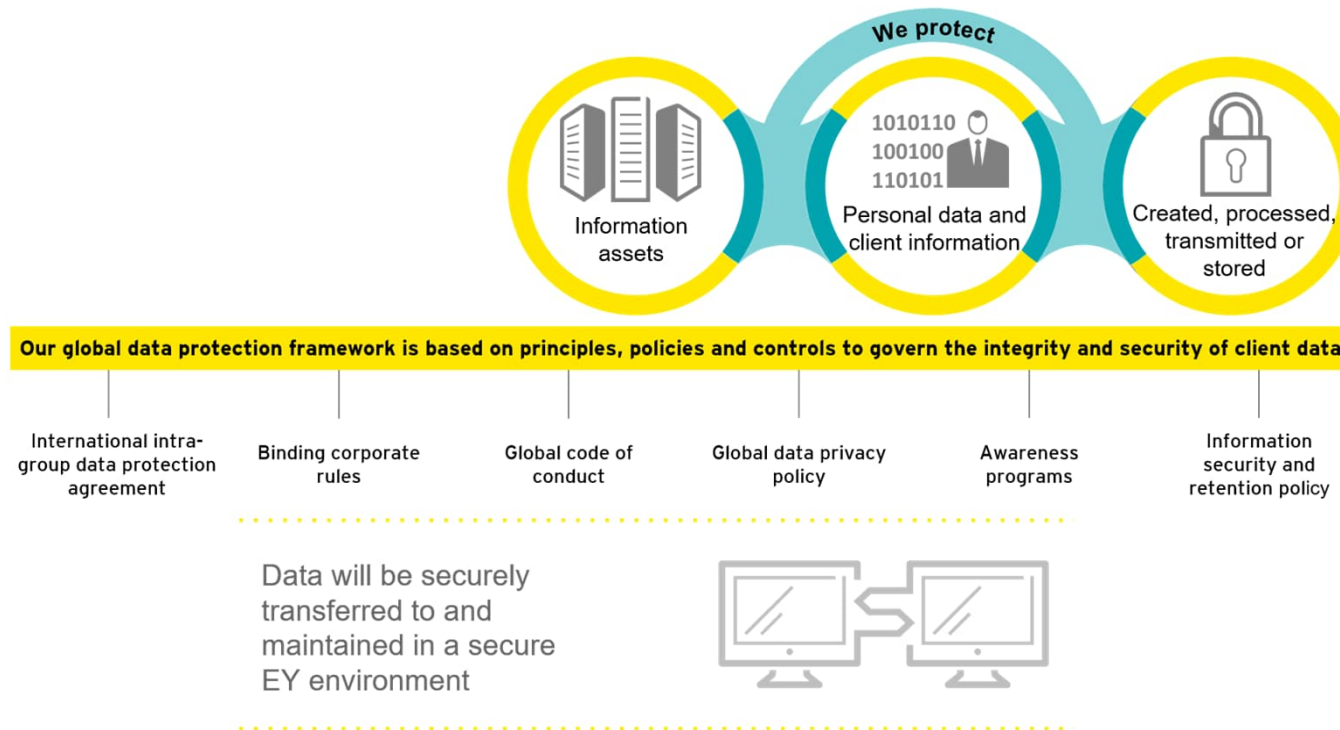 We protect
Information
assets
1010110
100100
110101
Personal data and
client information
Created, processed,
transmitted or
stored
Our global data protection framework is based on principles, policies and controls to govern the integrity and security of client data
International intra-
group data protection
agreement
Binding corporate
rules
Global code of
conduct
Global data privacy
policy
Awareness
programs
Information
security and
retention policy
Data will be securely
transferred to and
maintained in a secure
EY environment